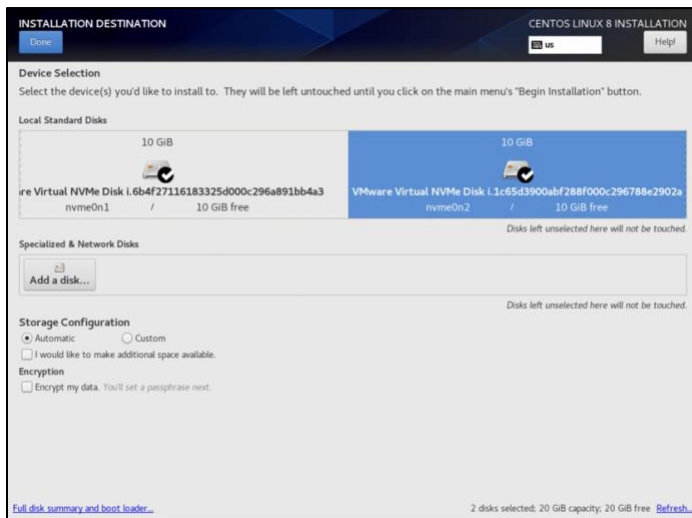 INSTALLATION DESTINATION
CENTOS LINUX 8 INSTALLATION
Done
us
Help!
Device Selection
Select the device(s) you'd like to install to. They will be left untouched until you click on the main menu's "Begin Installation" button.
Local Standard Disks
10 GiB
re Virtual NVMe Disk i.6b4f27116183325d000c296a891bb4a3
nvme0n1 / 10 GiB free
10 GiB
VMware Virtual NVMe Disk i.1c65d3900abf288f000c296788e2902a
nvme0n2 / 10 GiB free
Disks left unselected here will not be touched.
Specialized & Network Disks
Add a disk...
Disks left unselected here will not be touched.
Storage Configuration
Automatic Custom
I would like to make additional space available.
Encryption
Encrypt my data. You'll set a passphrase next.
Full disk summary and boot loader...
2 disks selected; 20 GiB capacity; 20 GiB free Refresh...